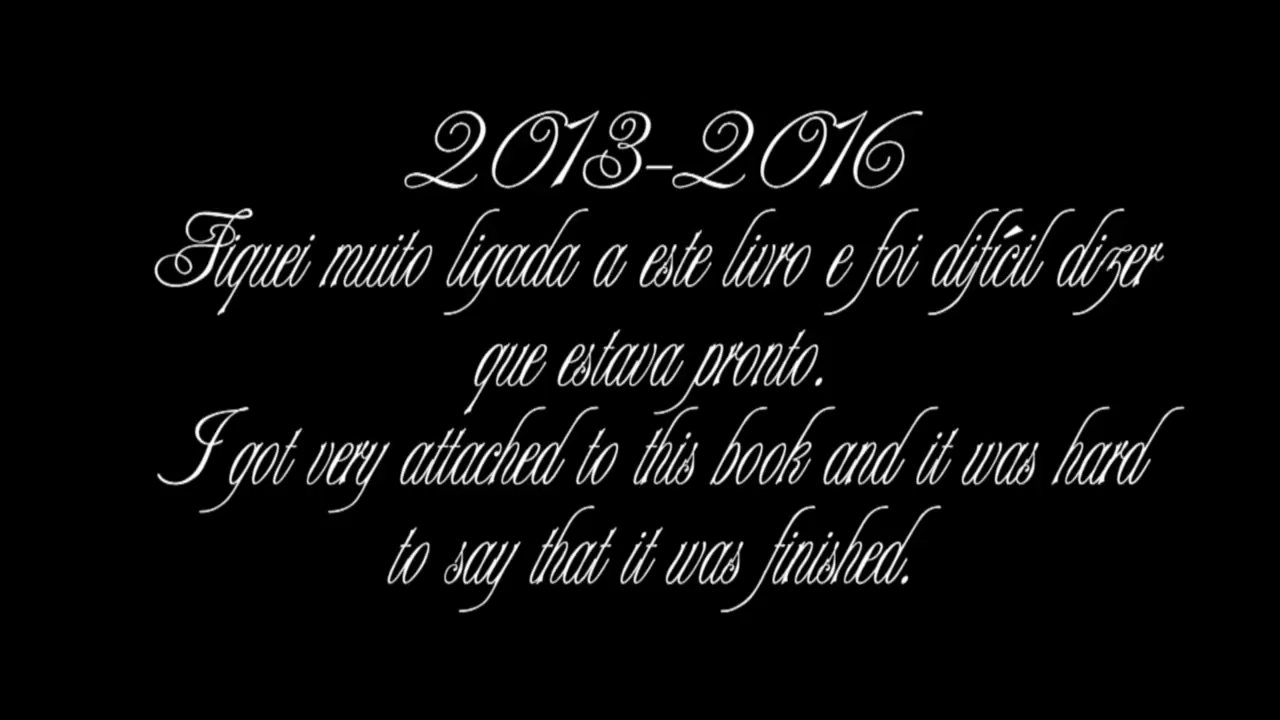 2013-2016
Fiquei muito ligada a este livro e foi difícil dizer
que estava pronto.
I got very attached to this book and it was hard
to say that it was finished.